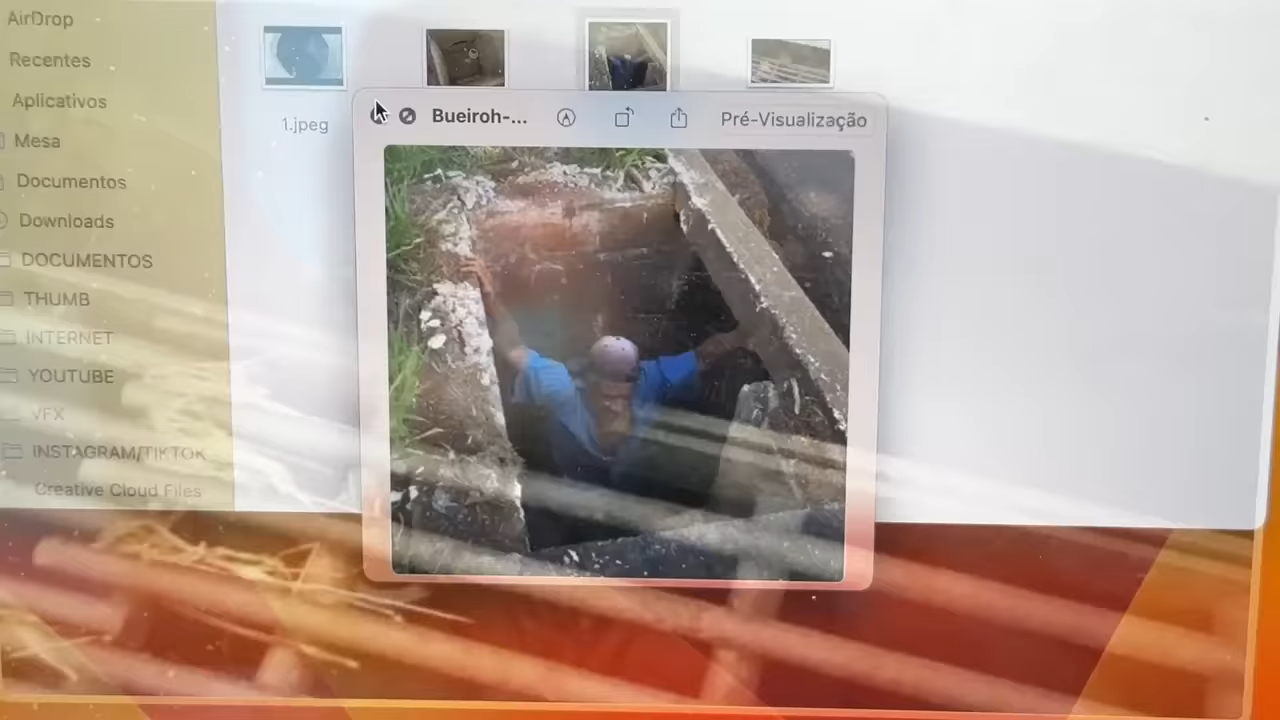 AirDrop
Recentes
Aplicativos
Mesa
Documentos
Downloads
DOCUMENTOS
THUMB
INTERNET
YOUTUBE
VFX
INSTAGRAM/TIKTOK
Creative Cloud Files
1.jpeg
Bueiroh-...
Pré-Visualização